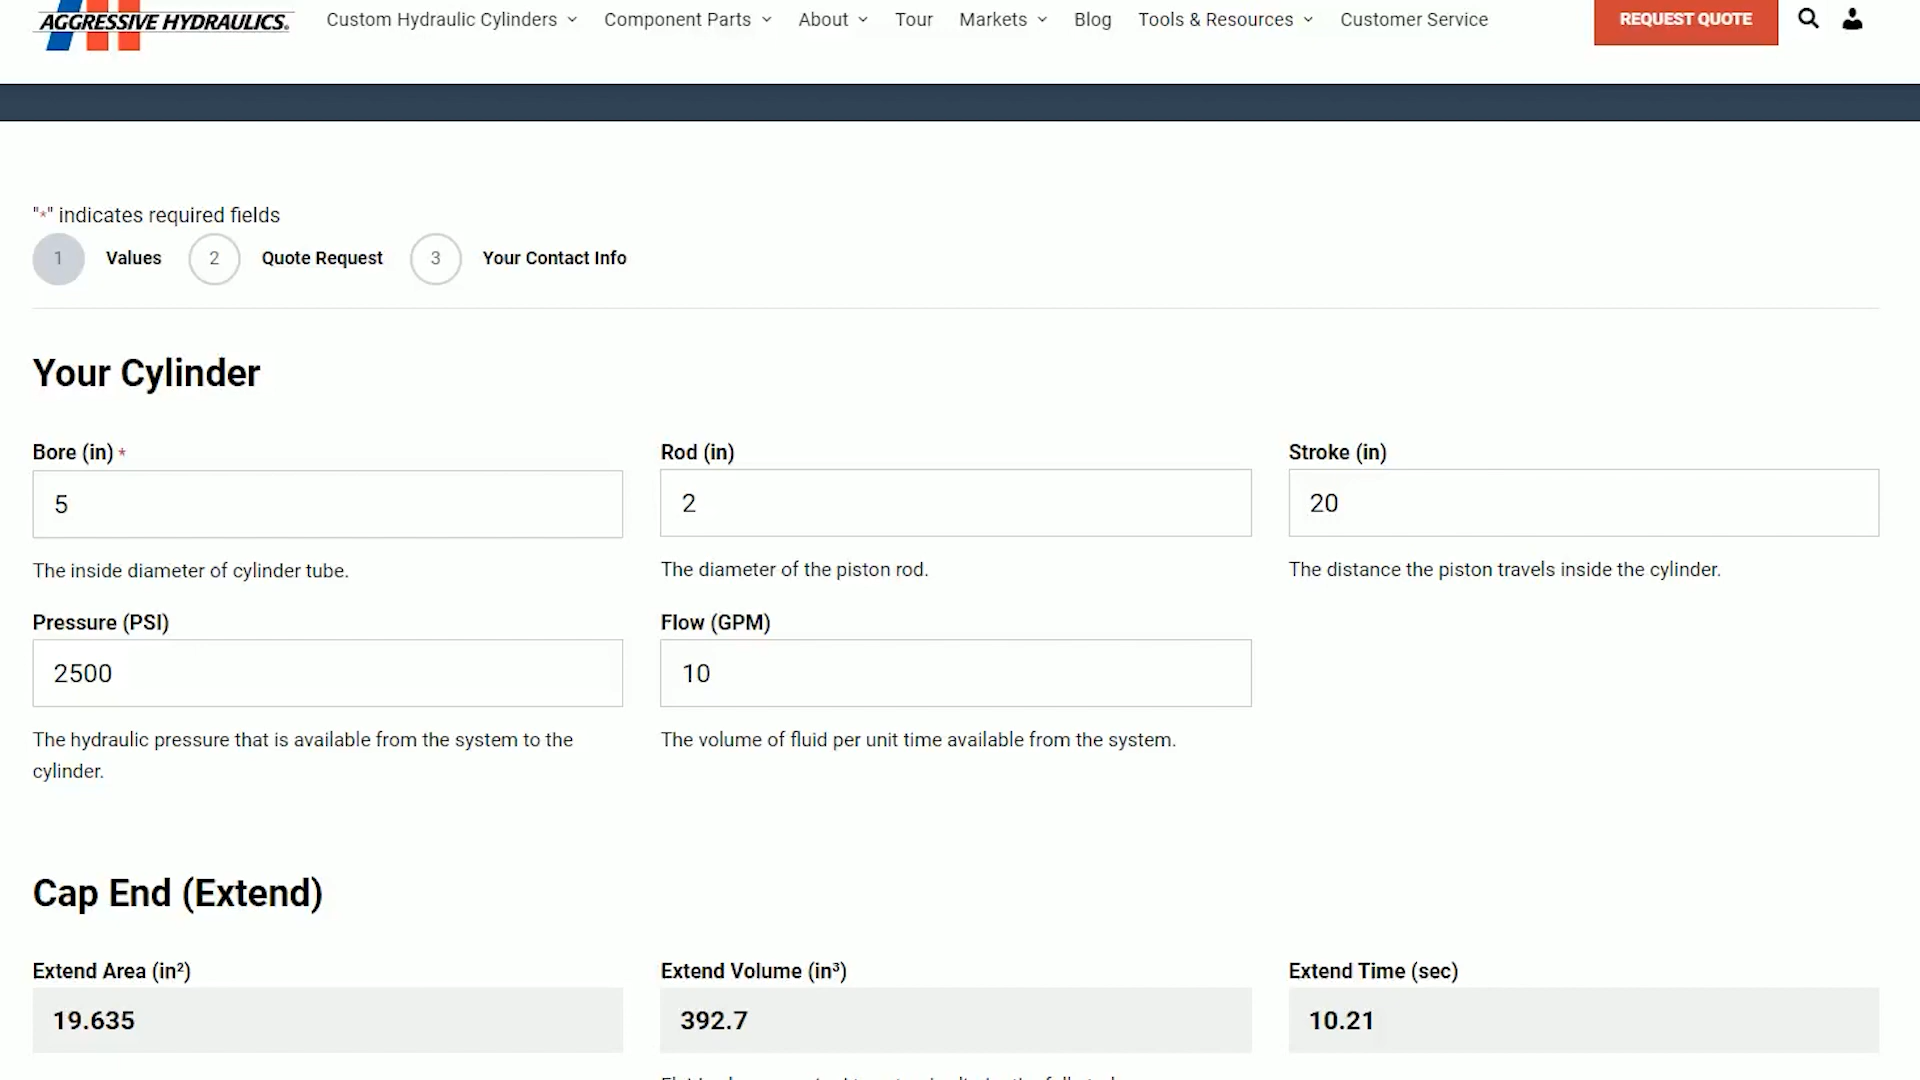 AGGRESSIVE HYDRAULICS.
Custom Hydraulic Cylinders Component Parts About Tour Markets Blog Tools & Resources Customer Service
REQUEST QUOTE
"*" indicates required fields
1 Values 2 Quote Request 3 Your Contact Info
Your Cylinder
Bore (in) * Rod (in) Stroke (in)
5 2 20
The inside diameter of cylinder tube. The diameter of the piston rod. The distance the piston travels inside the cylinder.
Pressure (PSI) Flow (GPM)
2500 10
The hydraulic pressure that is available from the system to the The volume of fluid per unit time available from the system.
cylinder.
Cap End (Extend)
Extend Area (in²) Extend Volume (in³) Extend Time (sec)
19.635 392.7 10.21